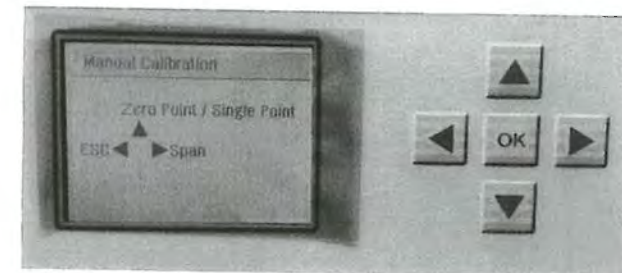 Manual Calibration
Zero Point / Single Point
▲
ESC ◀ ▶ Span
▲
◀ OK ▶
▼